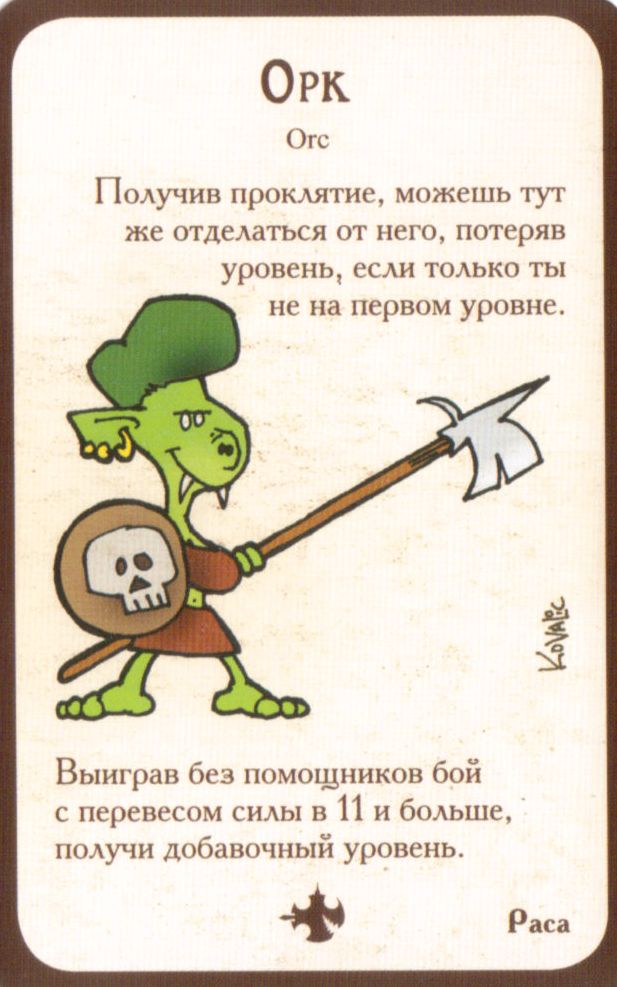 Орк
Orc
Получив проклятие, можешь тут
же отделаться от него, потеряв
уровень, если только ты
не на первом уровне.
Kovalic
Выиграв без помощников бой
с перевесом силы в 11 и больше,
получи добавочный уровень.
Раса